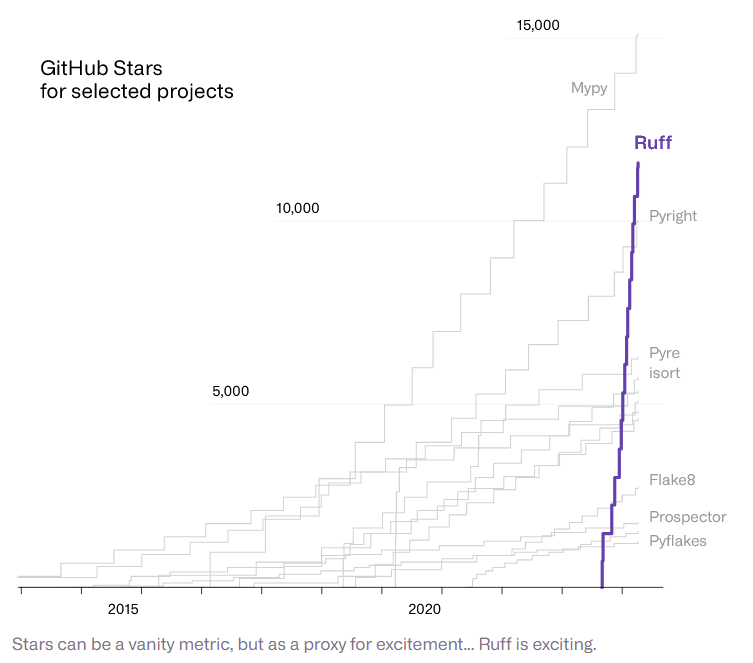 15,000
GitHub Stars
for selected projects
Mypy
Ruff
10,000
Pyright
Pyre
isort
5,000
Flake8
Prospector
Pyflakes
2015
2020
Stars can be a vanity metric, but as a proxy for excitement... Ruff is exciting.